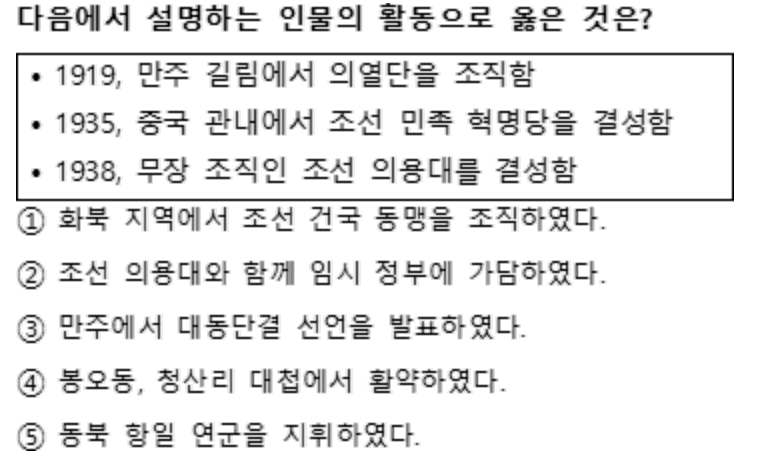 다음에서 설명하는 인물의 활동으로 옳은 것은?
• 1919, 만주 길림에서 의열단을 조직함
• 1935, 중국 관내에서 조선 민족 혁명당을 결성함
• 1938, 무장 조직인 조선 의용대를 결성함
① 화북 지역에서 조선 건국 동맹을 조직하였다.
② 조선 의용대와 함께 임시 정부에 가담하였다.
③ 만주에서 대동단결 선언을 발표하였다.
④ 봉오동, 청산리 대첩에서 활약하였다.
⑤ 동북 항일 연군을 지휘하였다.